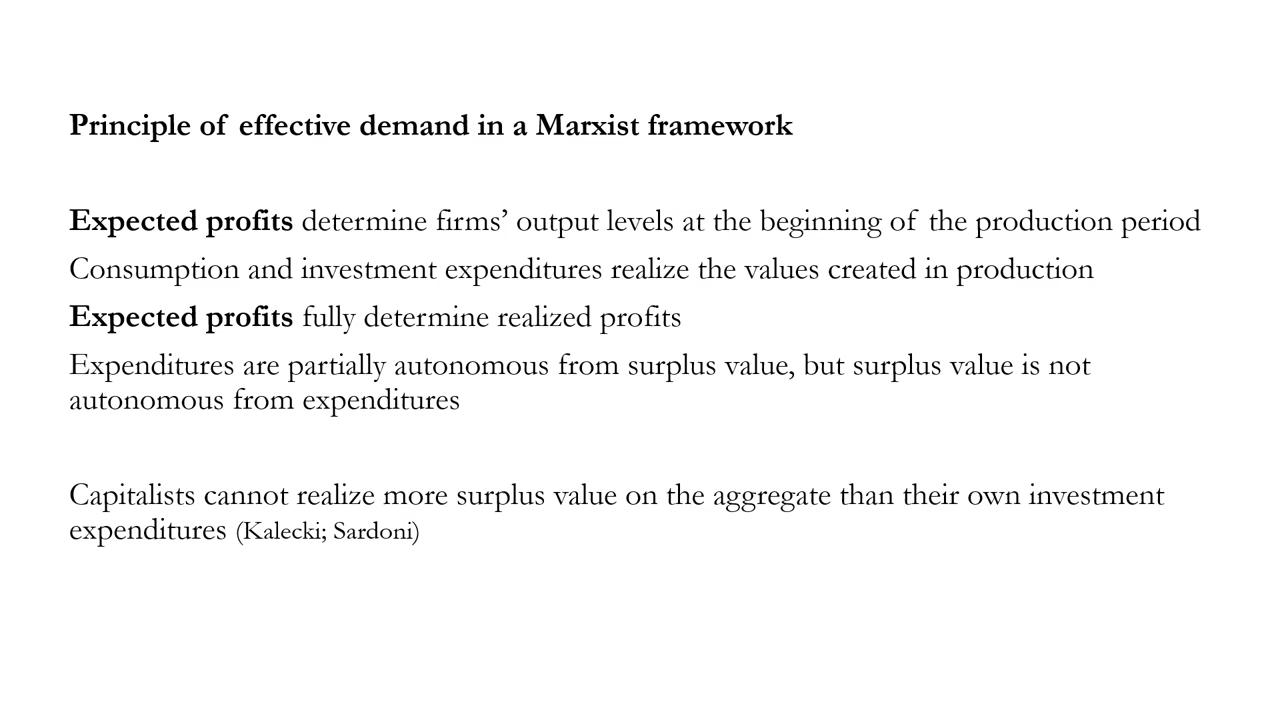 Principle of effective demand in a Marxist framework
Expected profits determine firms’ output levels at the beginning of the production period
Consumption and investment expenditures realize the values created in production
Expected profits fully determine realized profits
Expenditures are partially autonomous from surplus value, but surplus value is not
autonomous from expenditures
Capitalists cannot realize more surplus value on the aggregate than their own investment
expenditures (Kalecki; Sardoni)